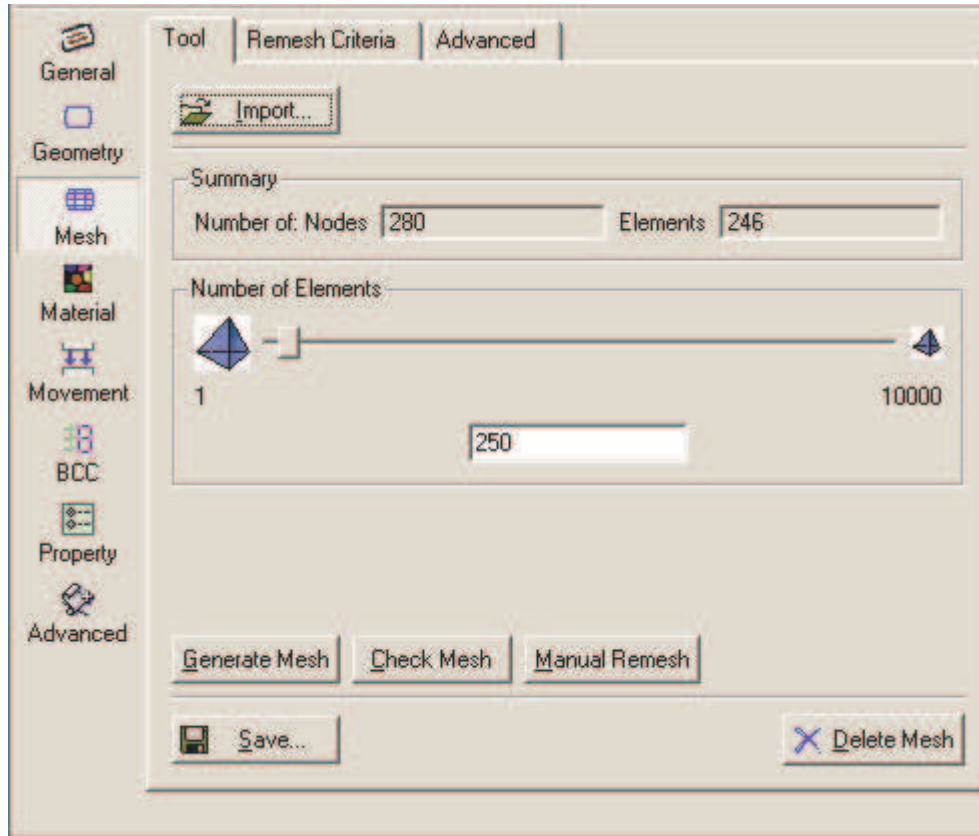 General
Geometry
Mesh
Material
Movement
BCC
Property
Advanced
Tool
Remesh Criteria
Advanced
Import...
Summary
Number of: Nodes 280 Elements 246
Number of Elements
1 10000
250
Generate Mesh Check Mesh Manual Remesh
Save... Delete Mesh